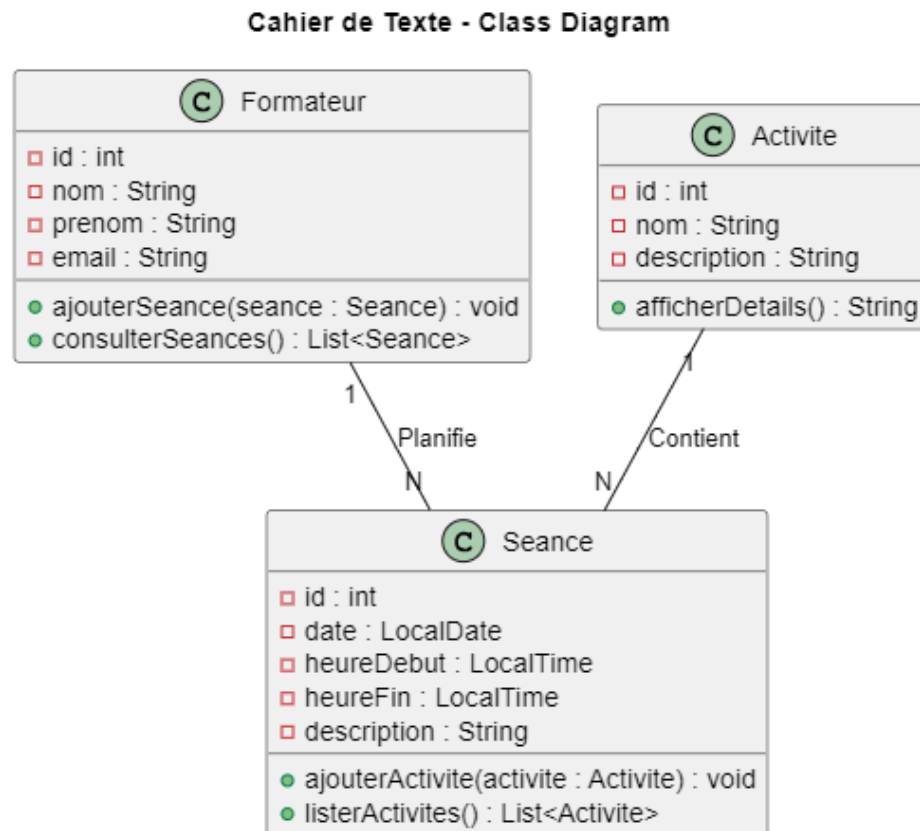 Cahier de Texte - Class Diagram
C Formateur
id : int
nom : String
prenom : String
email : String
ajouterSeance(seance : Seance) : void
consulterSeances() : List<Seance>
C Activite
id : int
nom : String
description : String
afficherDetails() : String
1
1
Planifie
Contient
N
N
C Seance
id : int
date : LocalDate
heureDebut : LocalTime
heureFin : LocalTime
description : String
ajouterActivite(activite : Activite) : void
listerActivites() : List<Activite>